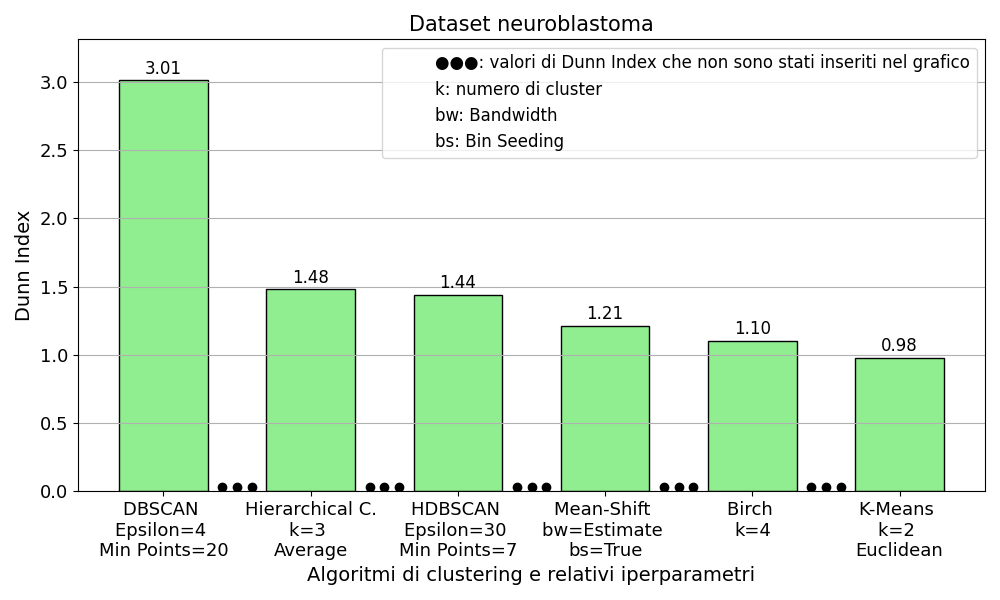 Dataset neuroblastoma
●●●: valori di Dunn Index che non sono stati inseriti nel grafico
k: numero di cluster
bw: Bandwidth
bs: Bin Seeding
Dunn Index
3.0
2.5
2.0
1.5
1.0
0.5
0.0
3.01
1.48
1.44
1.21
1.10
0.98
DBSCAN
Epsilon=4
Min Points=20
Hierarchical C.
k=3
Average
HDBSCAN
Epsilon=30
Min Points=7
Mean-Shift
bw=Estimate
bs=True
Birch
k=4
K-Means
k=2
Euclidean
Algoritmi di clustering e relativi iperparametri